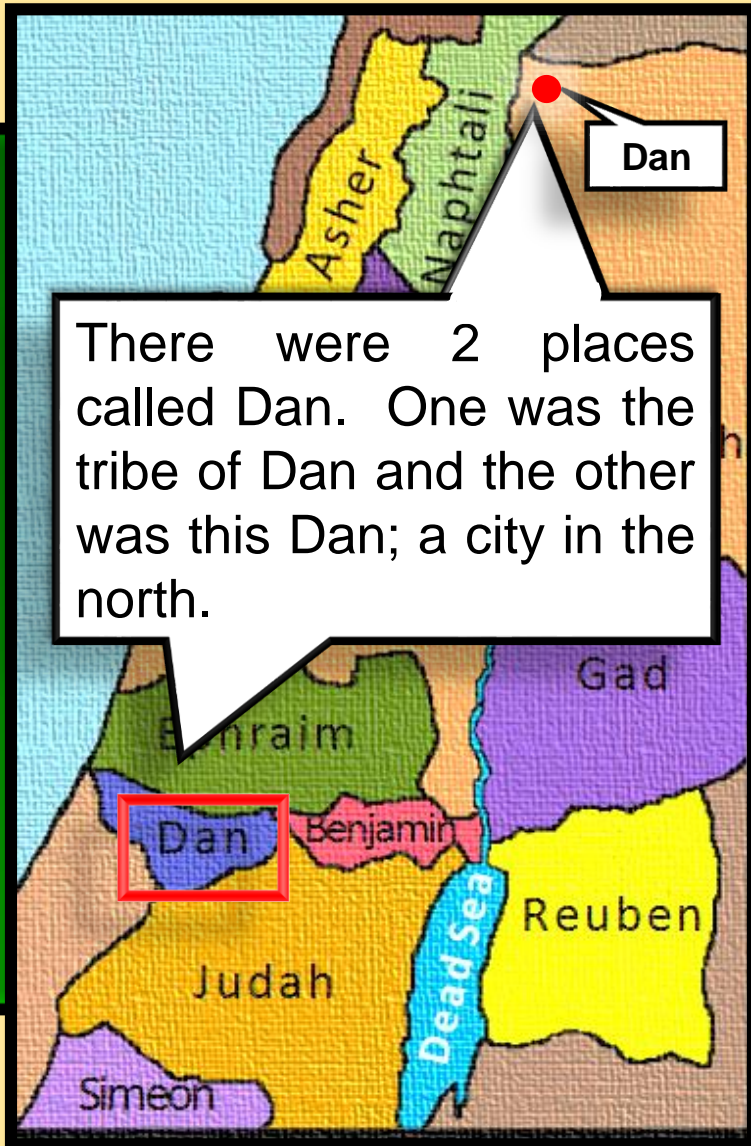 Asher
Naphtali
Dan
There were 2 places
called Dan. One was the
tribe of Dan and the other
was this Dan; a city in the
north.
h
Gad
Ephraim
Dan
Benjamin
Reuben
Dead Sea
Judah
Simeon